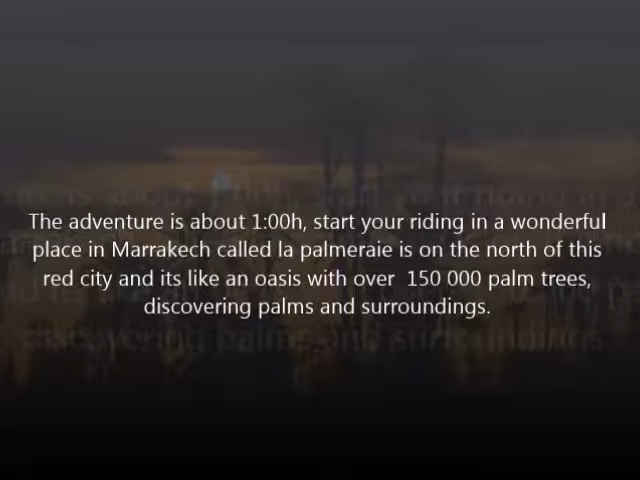 The adventure is about 1:00h, start your riding in a wonderful
place in Marrakech called la palmeraie is on the north of this
red city and its like an oasis with over  150 000 palm trees,
discovering palms and surroundings.